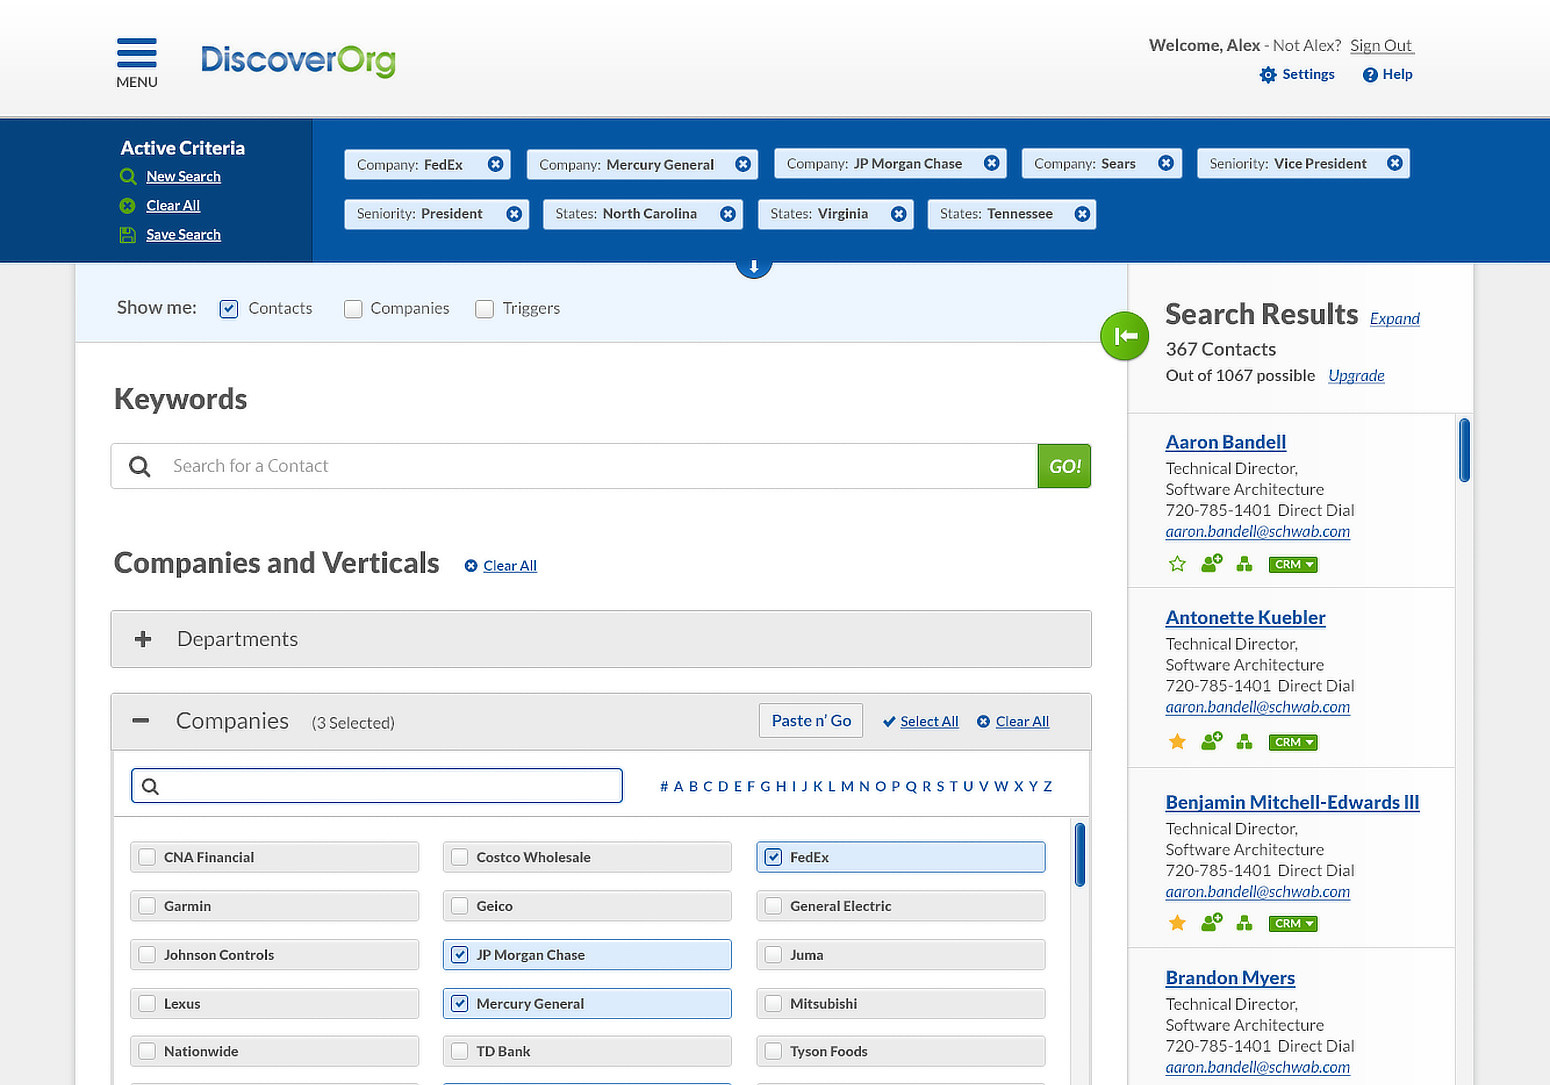 MENU
DiscoverOrg
Welcome, Alex - Not Alex? Sign Out
Settings
Help
Active Criteria
New Search
Clear All
Save Search
Company: FedEx
Company: Mercury General
Company: JP Morgan Chase
Company: Sears
Seniority: Vice President
Seniority: President
States: North Carolina
States: Virginia
States: Tennessee
Show me:
Contacts
Companies
Triggers
Keywords
Search for a Contact
GO!
Companies and Verticals
Clear All
Departments
Companies (3 Selected)
Paste n' Go
Select All
Clear All
# A B C D E F G H I J K L M N O P Q R S T U V W X Y Z
CNA Financial
Costco Wholesale
FedEx
Garmin
Geico
General Electric
Johnson Controls
JP Morgan Chase
Juma
Lexus
Mercury General
Mitsubishi
Nationwide
TD Bank
Tyson Foods
Search Results Expand
367 Contacts
Out of 1067 possible Upgrade
Aaron Bandell
Technical Director,
Software Architecture
720-785-1401 Direct Dial
aaron.bandell@schwab.com
CRM
Antonette Kuebler
Technical Director,
Software Architecture
720-785-1401 Direct Dial
aaron.bandell@schwab.com
CRM
Benjamin Mitchell-Edwards III
Technical Director,
Software Architecture
720-785-1401 Direct Dial
aaron.bandell@schwab.com
CRM
Brandon Myers
Technical Director,
Software Architecture
720-785-1401 Direct Dial
aaron.bandell@schwab.com